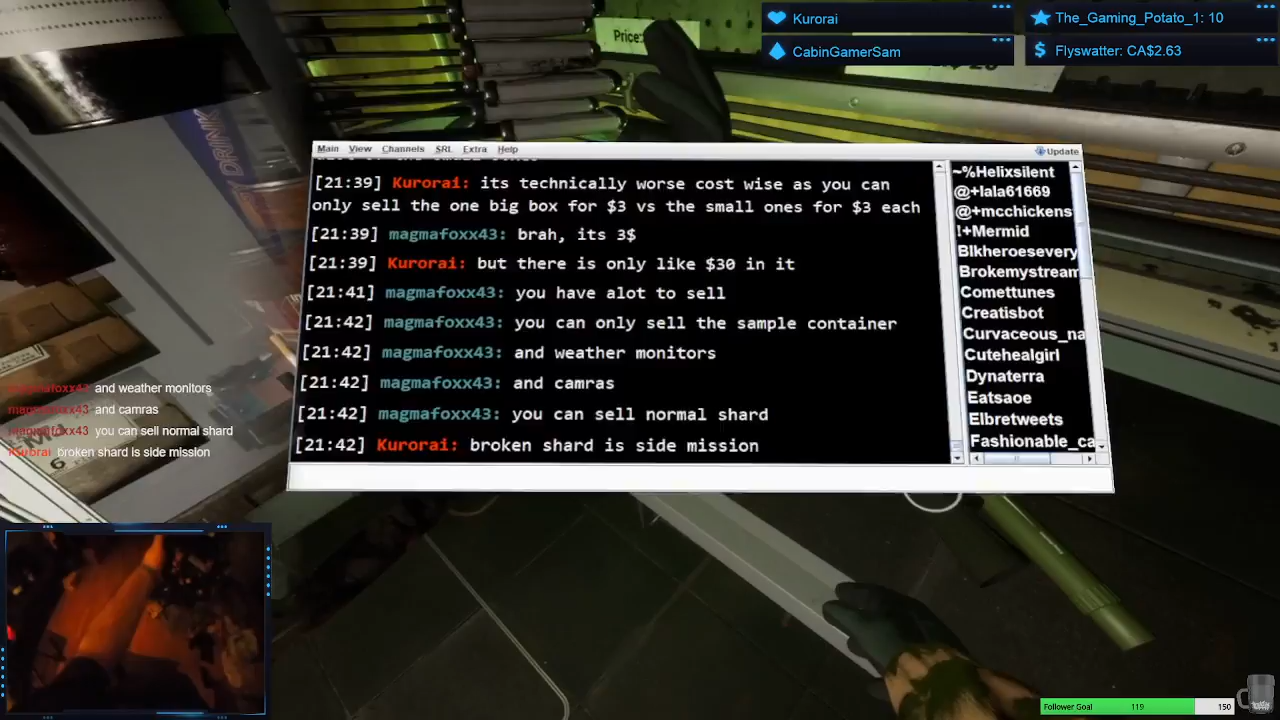 Price:
Kurorai
The_Gaming_Potato_1: 10
CabinGamerSam
Flyswatter: CA$2.63
DRINK
Main View Channels SRL Extra Help
Update
[21:39] Kurorai: its technically worse cost wise as you can
only sell the one big box for $3 vs the small ones for $3 each
[21:39] magmafoxx43: brah, its 3$
[21:39] Kurorai: but there is only like $30 in it
[21:41] magmafoxx43: you have alot to sell
[21:42] magmafoxx43: you can only sell the sample container
[21:42] magmafoxx43: and weather monitors
[21:42] magmafoxx43: and camras
[21:42] magmafoxx43: you can sell normal shard
[21:42] Kurorai: broken shard is side mission
~%Helixsilent
@+lala61669
@+mcchickens
!+Mermid
Blkheroesevery
Brokemystream
Comettunes
Creatisbot
Curvaceous_na
Cutehealgirl
Dynaterra
Eatsaoe
Elbretweets
Fashionable_ca
magmafoxx43 and weather monitors
magmafoxx43 and camras
magmafoxx43 you can sell normal shard
Kurorai broken shard is side mission
6
Follower Goal 119 150